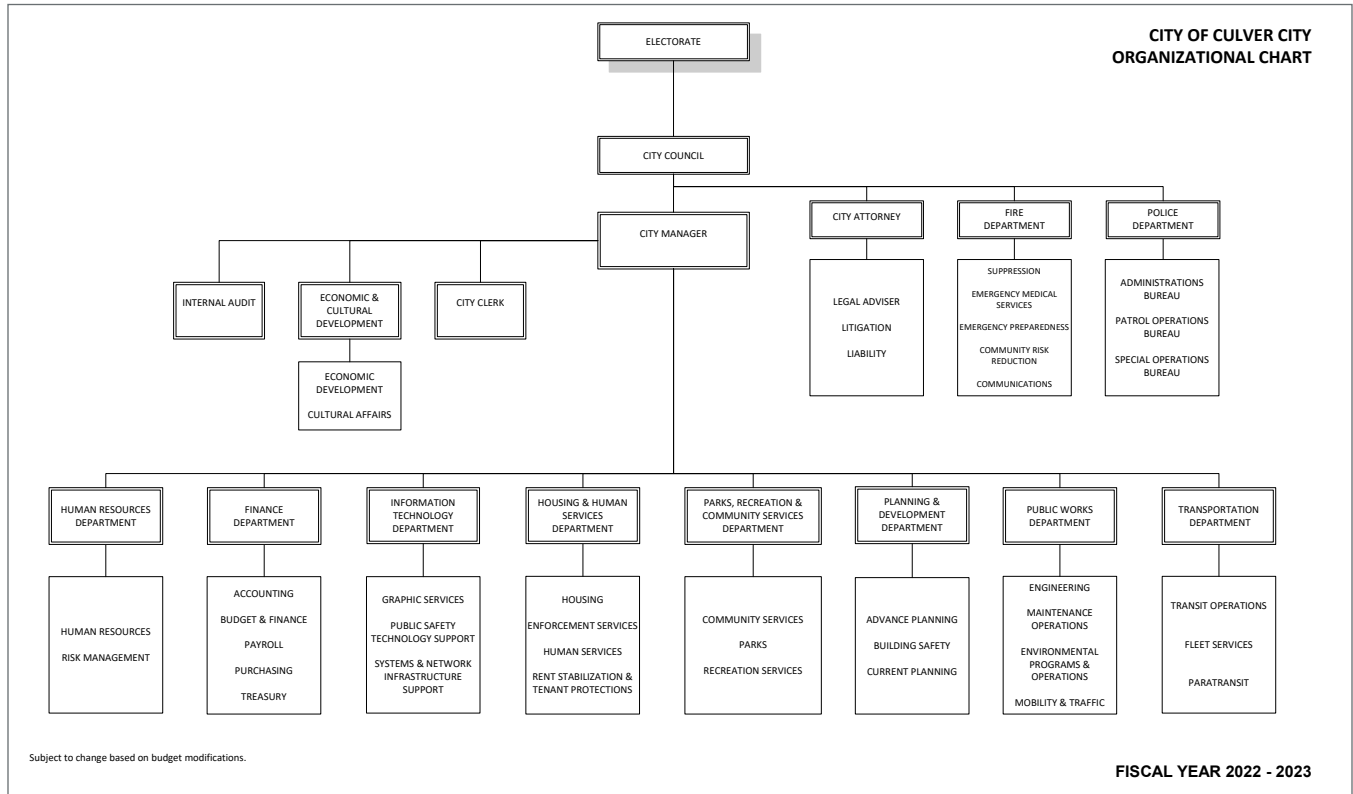 CITY OF CULVER CITY
ORGANIZATIONAL CHART
ELECTORATE
CITY COUNCIL
CITY MANAGER
CITY ATTORNEY
FIRE
DEPARTMENT
POLICE
DEPARTMENT
LEGAL ADVISER
LITIGATION
LIABILITY
SUPPRESSION
EMERGENCY MEDICAL
SERVICES
EMERGENCY PREPAREDNESS
COMMUNITY RISK
REDUCTION
COMMUNICATIONS
ADMINISTRATIONS
BUREAU
PATROL OPERATIONS
BUREAU
SPECIAL OPERATIONS
BUREAU
INTERNAL AUDIT
ECONOMIC &
CULTURAL
DEVELOPMENT
CITY CLERK
ECONOMIC
DEVELOPMENT
CULTURAL AFFAIRS
HUMAN RESOURCES
DEPARTMENT
FINANCE
DEPARTMENT
INFORMATION
TECHNOLOGY
DEPARTMENT
HOUSING & HUMAN
SERVICES
DEPARTMENT
PARKS, RECREATION &
COMMUNITY SERVICES
DEPARTMENT
PLANNING &
DEVELOPMENT
DEPARTMENT
PUBLIC WORKS
DEPARTMENT
TRANSPORTATION
DEPARTMENT
HUMAN RESOURCES
RISK MANAGEMENT
ACCOUNTING
BUDGET & FINANCE
PAYROLL
PURCHASING
TREASURY
GRAPHIC SERVICES
PUBLIC SAFETY
TECHNOLOGY SUPPORT
SYSTEMS & NETWORK
INFRASTRUCTURE
SUPPORT
HOUSING
ENFORCEMENT SERVICES
HUMAN SERVICES
RENT STABILIZATION &
TENANT PROTECTIONS
COMMUNITY SERVICES
PARKS
RECREATION SERVICES
ADVANCE PLANNING
BUILDING SAFETY
CURRENT PLANNING
ENGINEERING
MAINTENANCE
OPERATIONS
ENVIRONMENTAL
PROGRAMS &
OPERATIONS
MOBILITY & TRAFFIC
TRANSIT OPERATIONS
FLEET SERVICES
PARATRANSIT
Subject to change based on budget modifications.
FISCAL YEAR 2022 - 2023